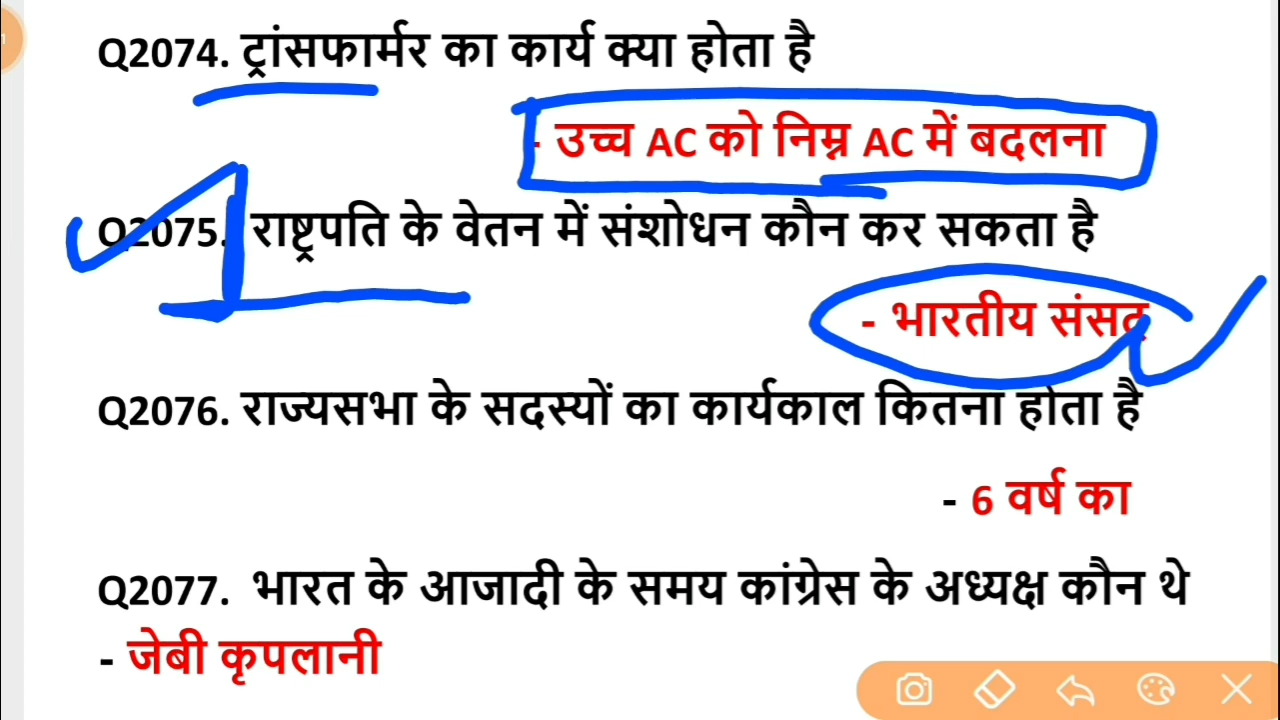 Q2074. ट्रांसफार्मर का कार्य क्या होता है
- उच्च AC को निम्न AC में बदलना
Q2075. राष्ट्रपति के वेतन में संशोधन कौन कर सकता है
- भारतीय संसद
Q2076. राज्यसभा के सदस्यों का कार्यकाल कितना होता है
- 6 वर्ष का
Q2077. भारत के आजादी के समय कांग्रेस के अध्यक्ष कौन थे
- जेबी कृपलानी